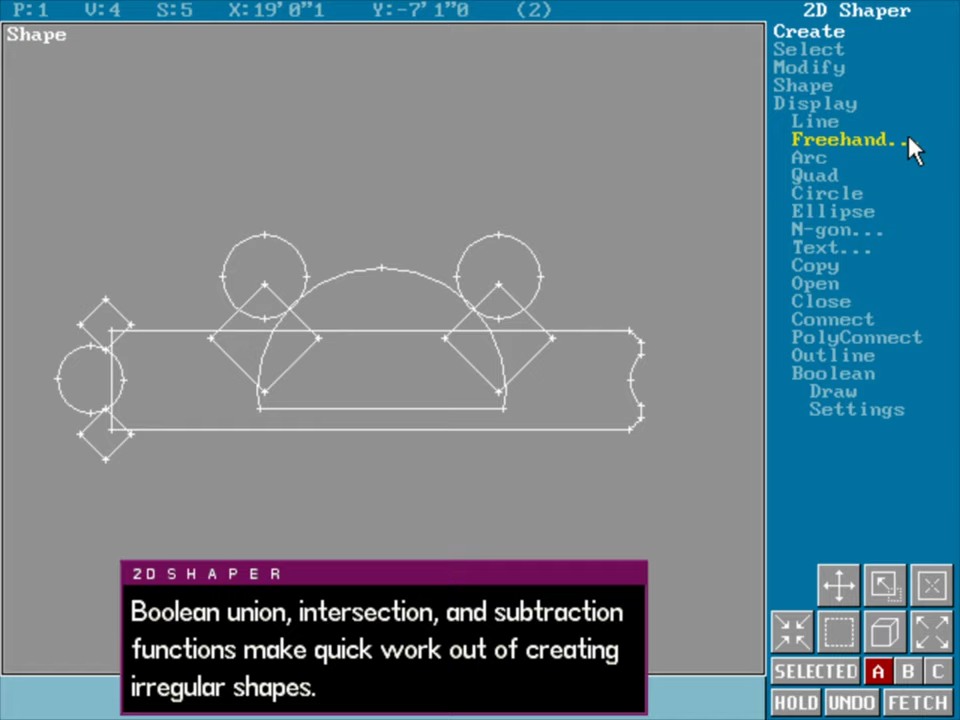 P:1 V:4 S:5 X:19'0"1 Y:-7'1"0 (2)
2D Shaper
Shape
Create
Select
Modify
Shape
Display
Line
Freehand..
Arc
Quad
Circle
Ellipse
N-gon...
Text...
Copy
Open
Close
Connect
PolyConnect
Outline
Boolean
Draw
Settings
2D SHAPER
Boolean union, intersection, and subtraction
functions make quick work out of creating
irregular shapes.
SELECTED A B C
HOLD UNDO FETCH